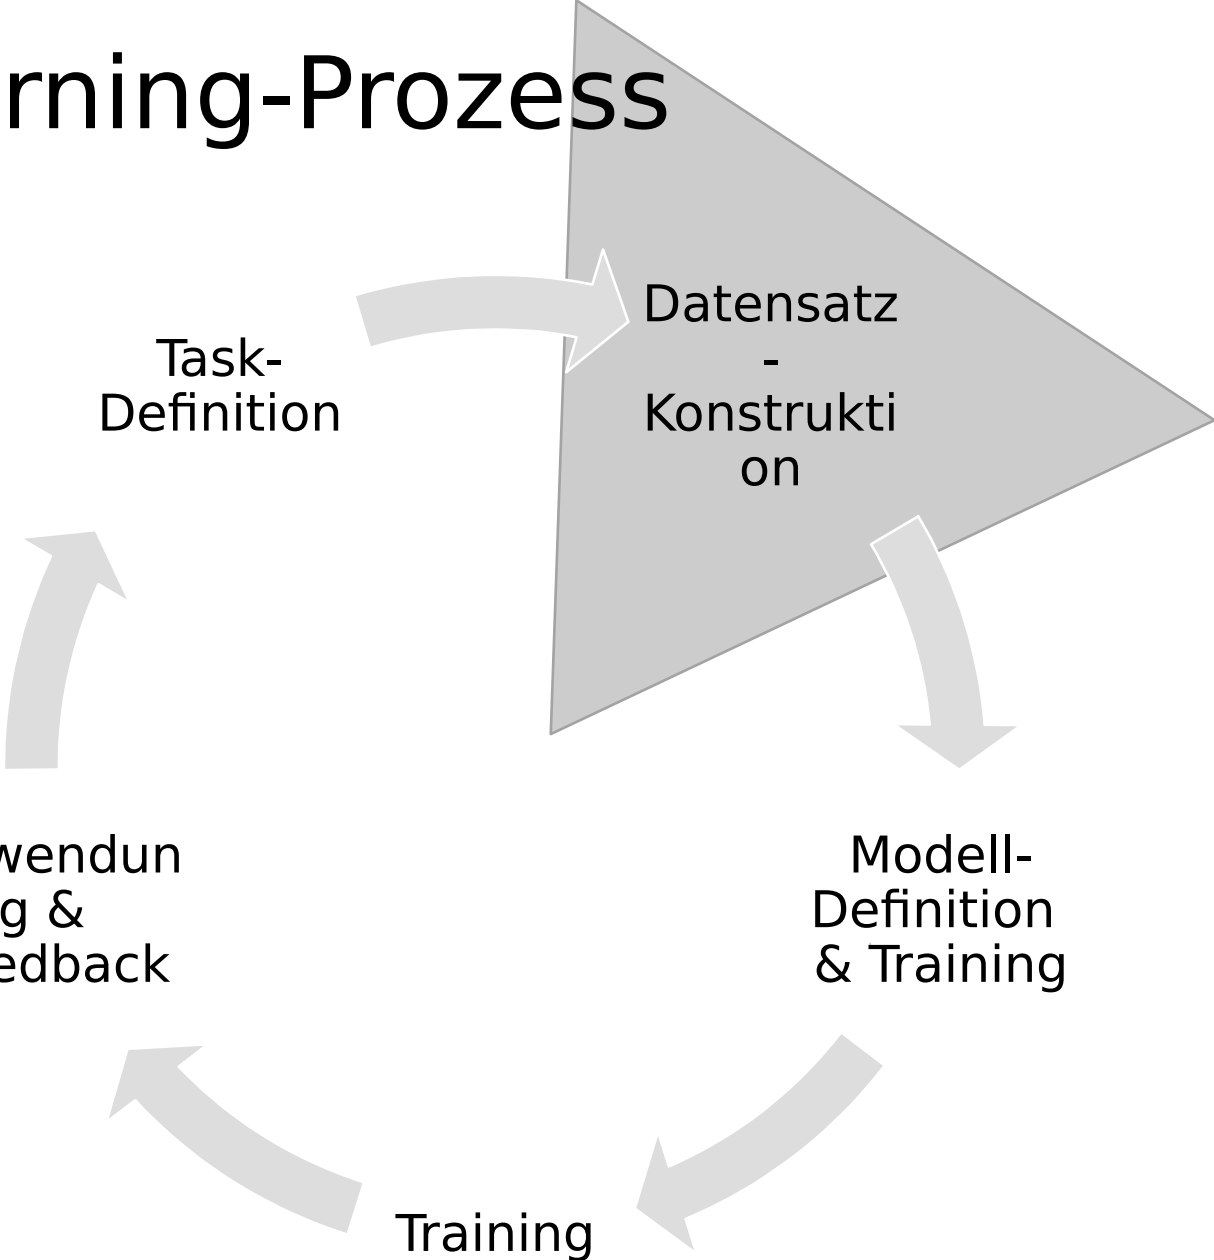 rning-Prozess
Task-
Definition
Datensatz
-
Konstrukti
on
Modell-
Definition
& Training
Training
wendun
g &
edback